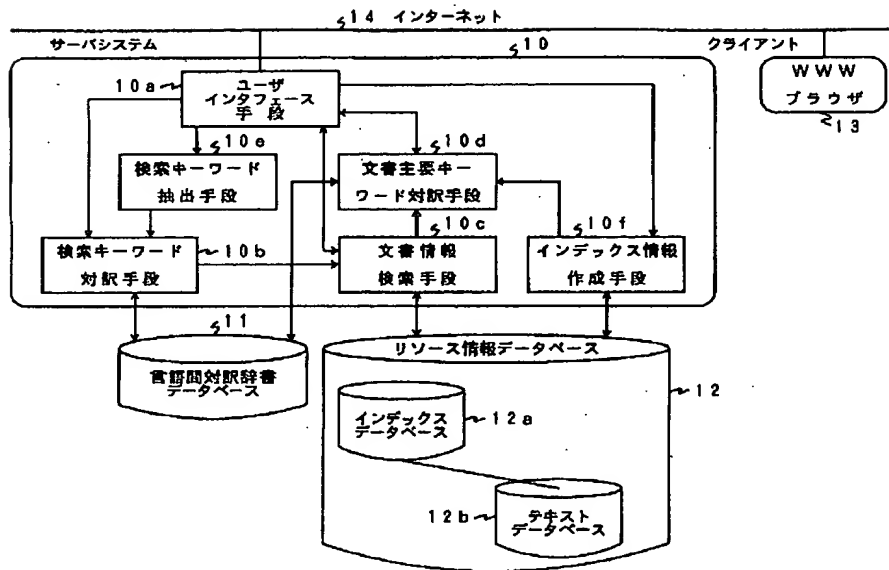 14 インターネット
サーバシステム
10
クライアント
10a
ユーザ
インタフェース
手段
WWW
ブラウザ
13
10e
検索キーワード
抽出手段
10d
文書主要キー
ワード対訳手段
10b
検索キーワード
対訳手段
10c
文書情報
検索手段
10f
インデックス情報
作成手段
11
言語間対訳辞書
データベース
リソース情報データベース
12
インデックス
データベース
12a
12b
テキスト
データベース